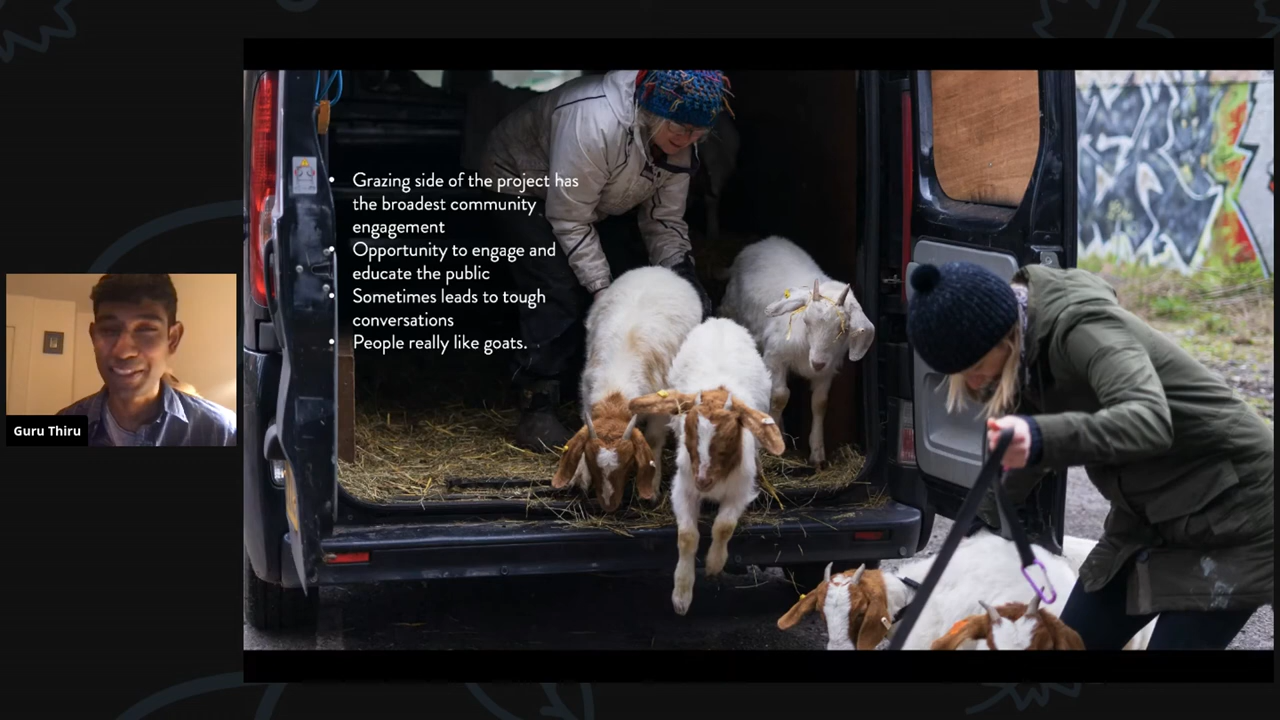 • Grazing side of the project has
the broadest community
engagement
• Opportunity to engage and
educate the public
• Sometimes leads to tough
conversations
• People really like goats.
Guru Thiru